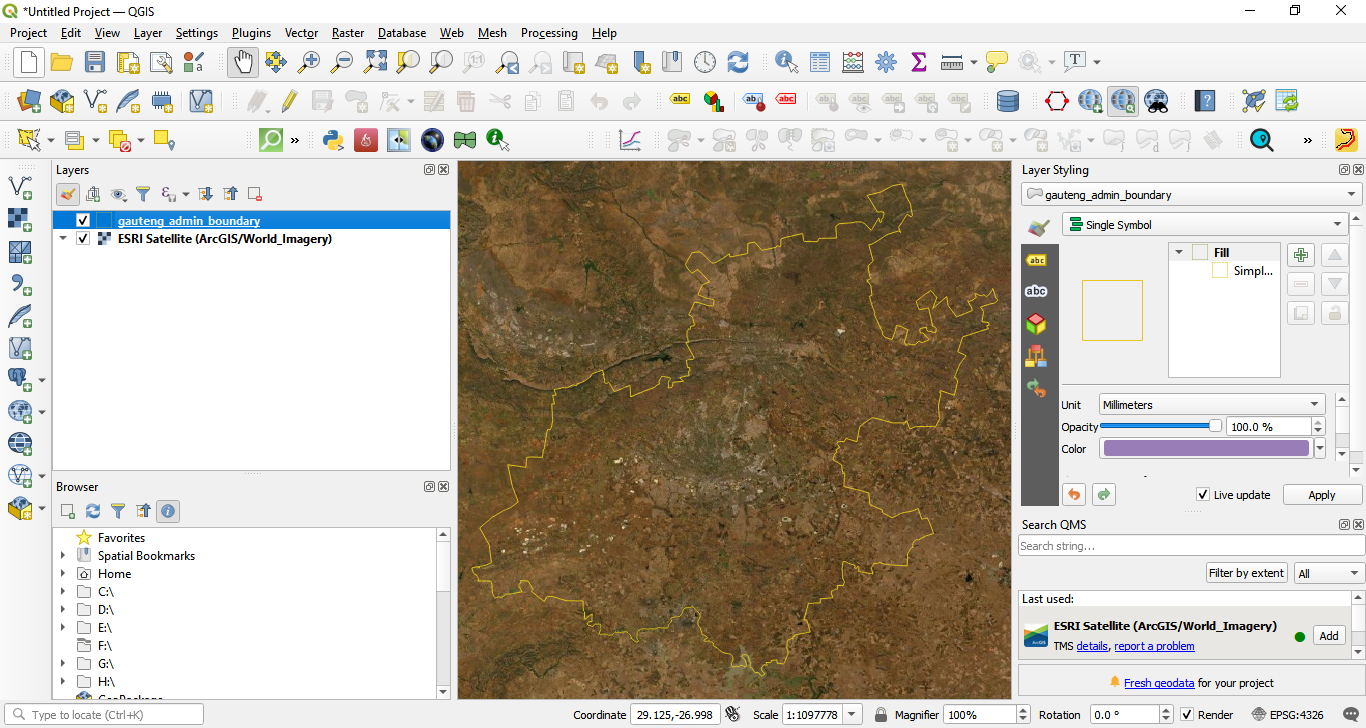 *Untitled Project — QGIS
Project Edit View Layer Settings Plugins Vector Raster Database Web Mesh Processing Help
Layers
gauteng_admin_boundary
ESRI Satellite (ArcGIS/World_Imagery)
Browser
Favorites
Spatial Bookmarks
Home
C:\
D:\
E:\
F:\
G:\
H:\
Layer Styling
gauteng_admin_boundary
Single Symbol
Fill
Simpl...
Unit Millimeters
Opacity 100.0 %
Color
Live update Apply
Search QMS
Search string...
Filter by extent All
Last used:
ESRI Satellite (ArcGIS/World_Imagery)
TMS details, report a problem Add
Fresh geodata for your project
Type to locate (Ctrl+K) Coordinate 29.125,-26.998 Scale 1:1097778 Magnifier 100% Rotation 0.0 ° Render EPSG:4326